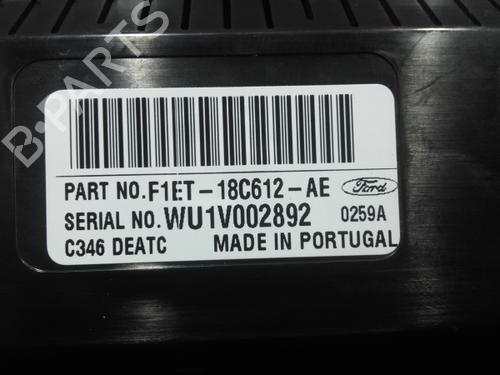 B-PARTS
PART NO.F1ET-18C612-AE Ford
SERIAL NO.WU1V002892 0259A
C346 DEATC MADE IN PORTUGAL